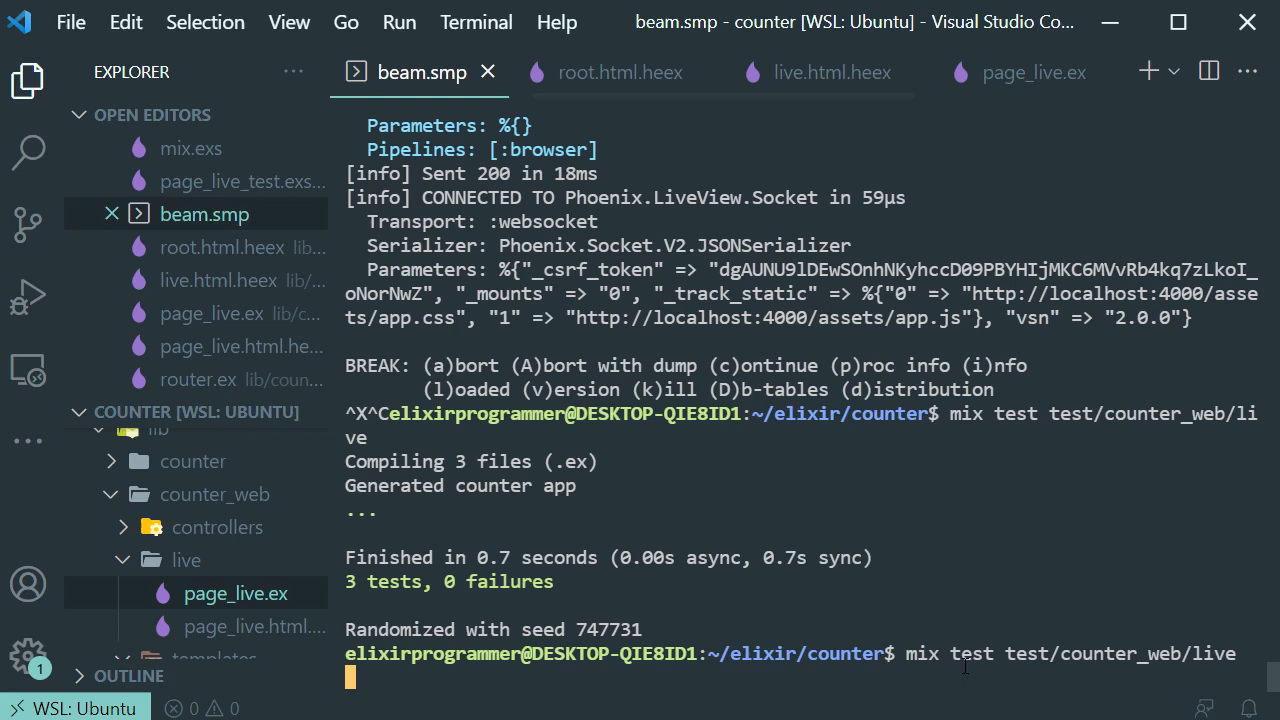 File Edit Selection View Go Run Terminal Help beam.smp - counter [WSL: Ubuntu] - Visual Studio Co...
EXPLORER
beam.smp root.html.heex live.html.heex page_live.ex
OPEN EDITORS
mix.exs
page_live_test.exs...
beam.smp
root.html.heex lib...
live.html.heex lib/...
page_live.ex lib/c...
page_live.html.he...
router.ex lib/coun...
COUNTER [WSL: UBUNTU]
lib
counter
counter_web
controllers
live
page_live.ex
page_live.html....
templates
OUTLINE
Parameters: %{}
Pipelines: [:browser]
[info] Sent 200 in 18ms
[info] CONNECTED TO Phoenix.LiveView.Socket in 59µs
Transport: :websocket
Serializer: Phoenix.Socket.V2.JSONSerializer
Parameters: %{"_csrf_token" => "dgAUNU9lDEwSOnhNKyhccD09PBYHIjMKC6MVvRb4kq7zLkoI_
oNorNwZ", "_mounts" => "0", "_track_static" => %{"0" => "http://localhost:4000/asse
ts/app.css", "1" => "http://localhost:4000/assets/app.js"}, "vsn" => "2.0.0"}
BREAK: (a)bort (A)bort with dump (c)ontinue (p)roc info (i)nfo
(l)oaded (v)ersion (k)ill (D)b-tables (d)istribution
^X^Celixirprogrammer@DESKTOP-QIE8ID1:~/elixir/counter$ mix test test/counter_web/li
ve
Compiling 3 files (.ex)
Generated counter app
...
Finished in 0.7 seconds (0.00s async, 0.7s sync)
3 tests, 0 failures
Randomized with seed 747731
elixirprogrammer@DESKTOP-QIE8ID1:~/elixir/counter$ mix test test/counter_web/live
1
WSL: Ubuntu 0 0